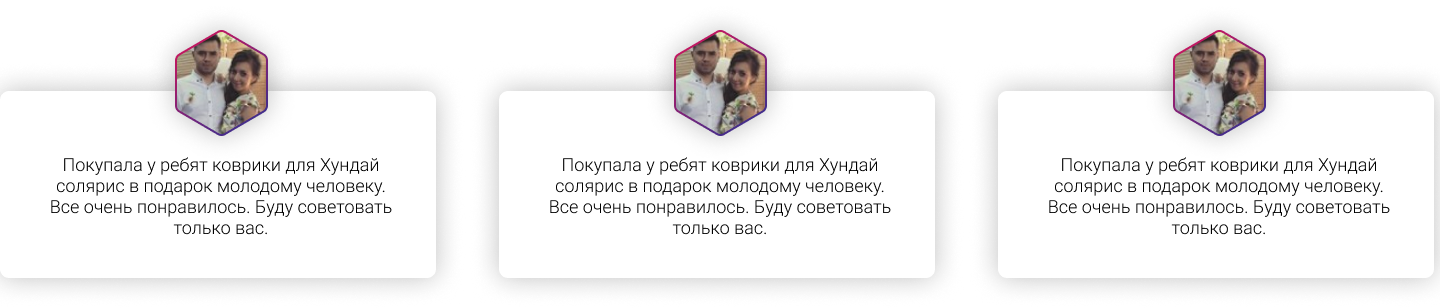 Покупала у ребят коврики для Хундай
солярис в подарок молодому человеку.
Все очень понравилось. Буду советовать
только вас.
Покупала у ребят коврики для Хундай
солярис в подарок молодому человеку.
Все очень понравилось. Буду советовать
только вас.
Покупала у ребят коврики для Хундай
солярис в подарок молодому человеку.
Все очень понравилось. Буду советовать
только вас.